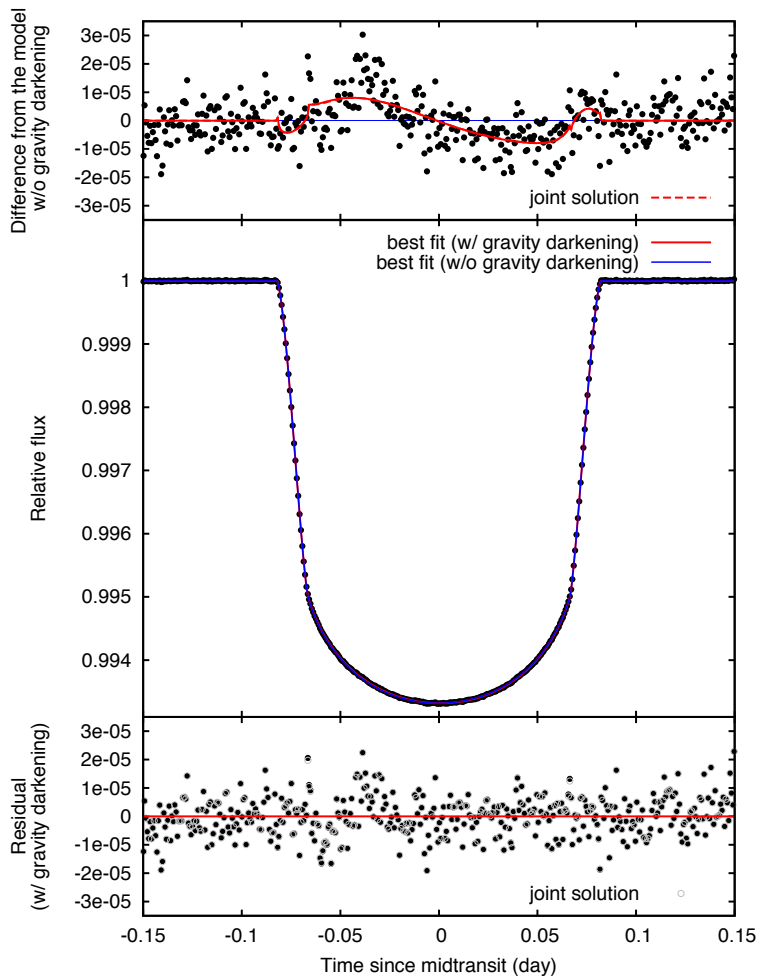 Difference from the model
w/o gravity darkening
3e-05
2e-05
1e-05
0
-1e-05
-2e-05
-3e-05
joint solution
best fit (w/ gravity darkening)
best fit (w/o gravity darkening)
Relative flux
1
0.999
0.998
0.997
0.996
0.995
0.994
Residual
(w/ gravity darkening)
3e-05
2e-05
1e-05
0
-1e-05
-2e-05
-3e-05
joint solution
-0.15 -0.1 -0.05 0 0.05 0.1 0.15
Time since midtransit (day)